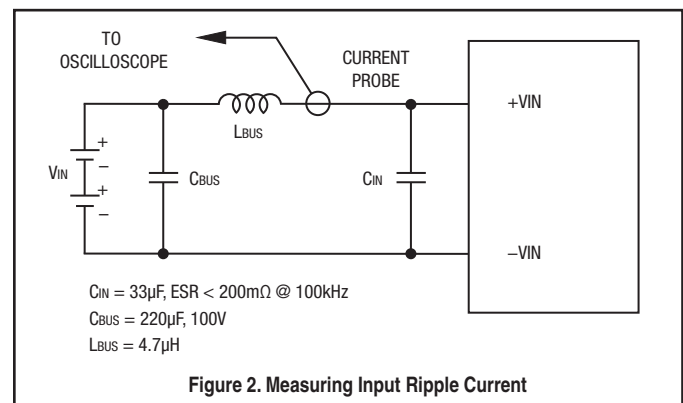 TO
OSCILLOSCOPE
CURRENT
PROBE
+VIN
LBUS
+
VIN
–
+
–
CBUS
CIN
–VIN
CIN = 33µF, ESR < 200mΩ @ 100kHz
CBUS = 220µF, 100V
LBUS = 4.7µH
Figure 2. Measuring Input Ripple Current